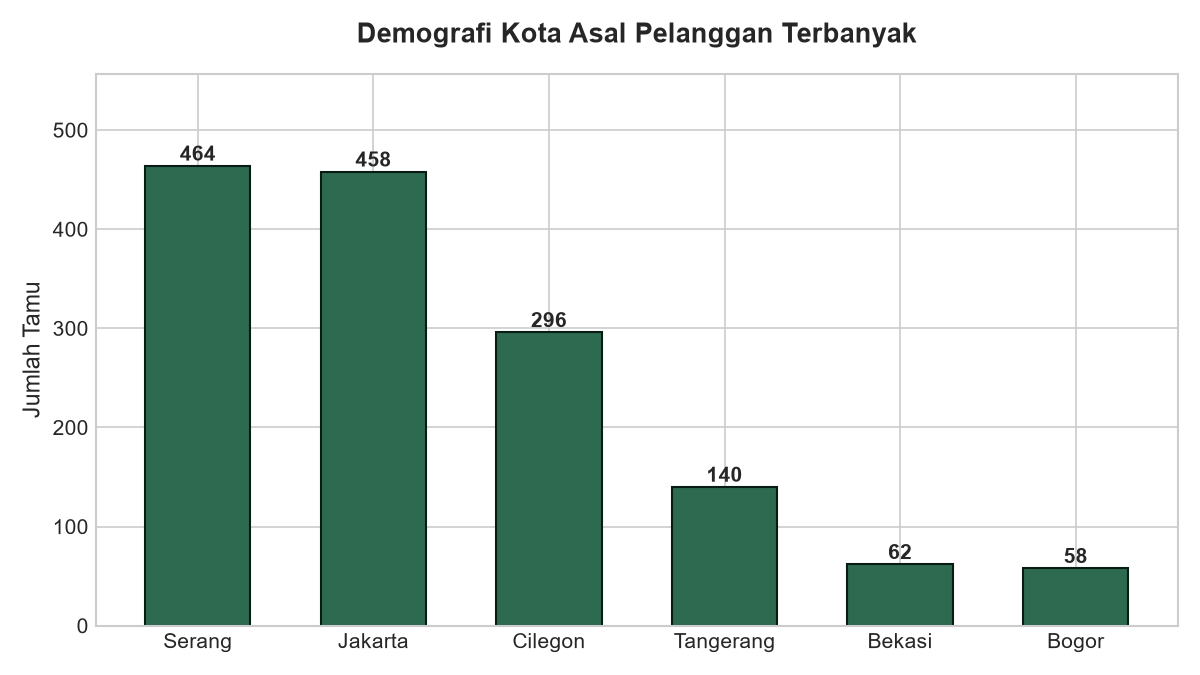 Demografi Kota Asal Pelanggan Terbanyak
Jumlah Tamu
500
400
300
200
100
0
464
458
296
140
62
58
Serang
Jakarta
Cilegon
Tangerang
Bekasi
Bogor